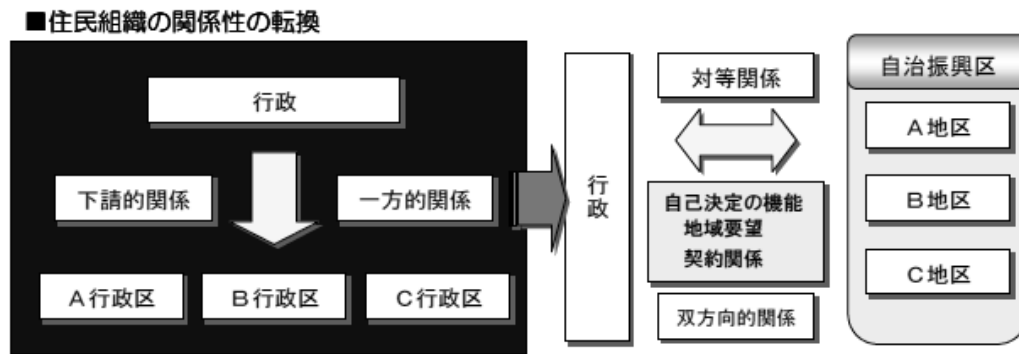 ■住民組織の関係性の転換
行政
下請的関係
一方的関係
A行政区
B行政区
C行政区
行政
対等関係
自己決定の機能
地域要望
契約関係
双方向的関係
自治振興区
A地区
B地区
C地区